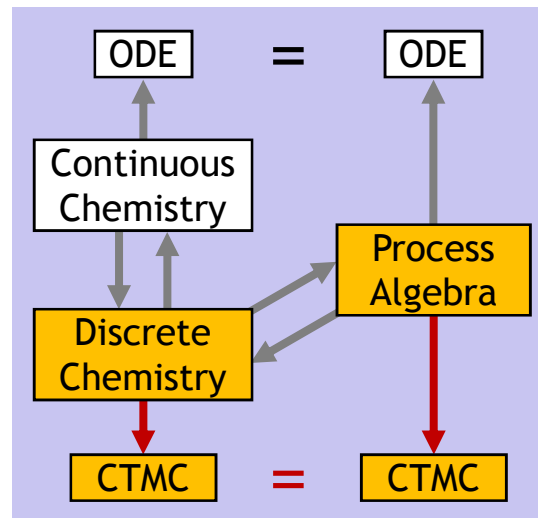 ODE = ODE
Continuous
Chemistry
Process
Algebra
Discrete
Chemistry
CTMC = CTMC